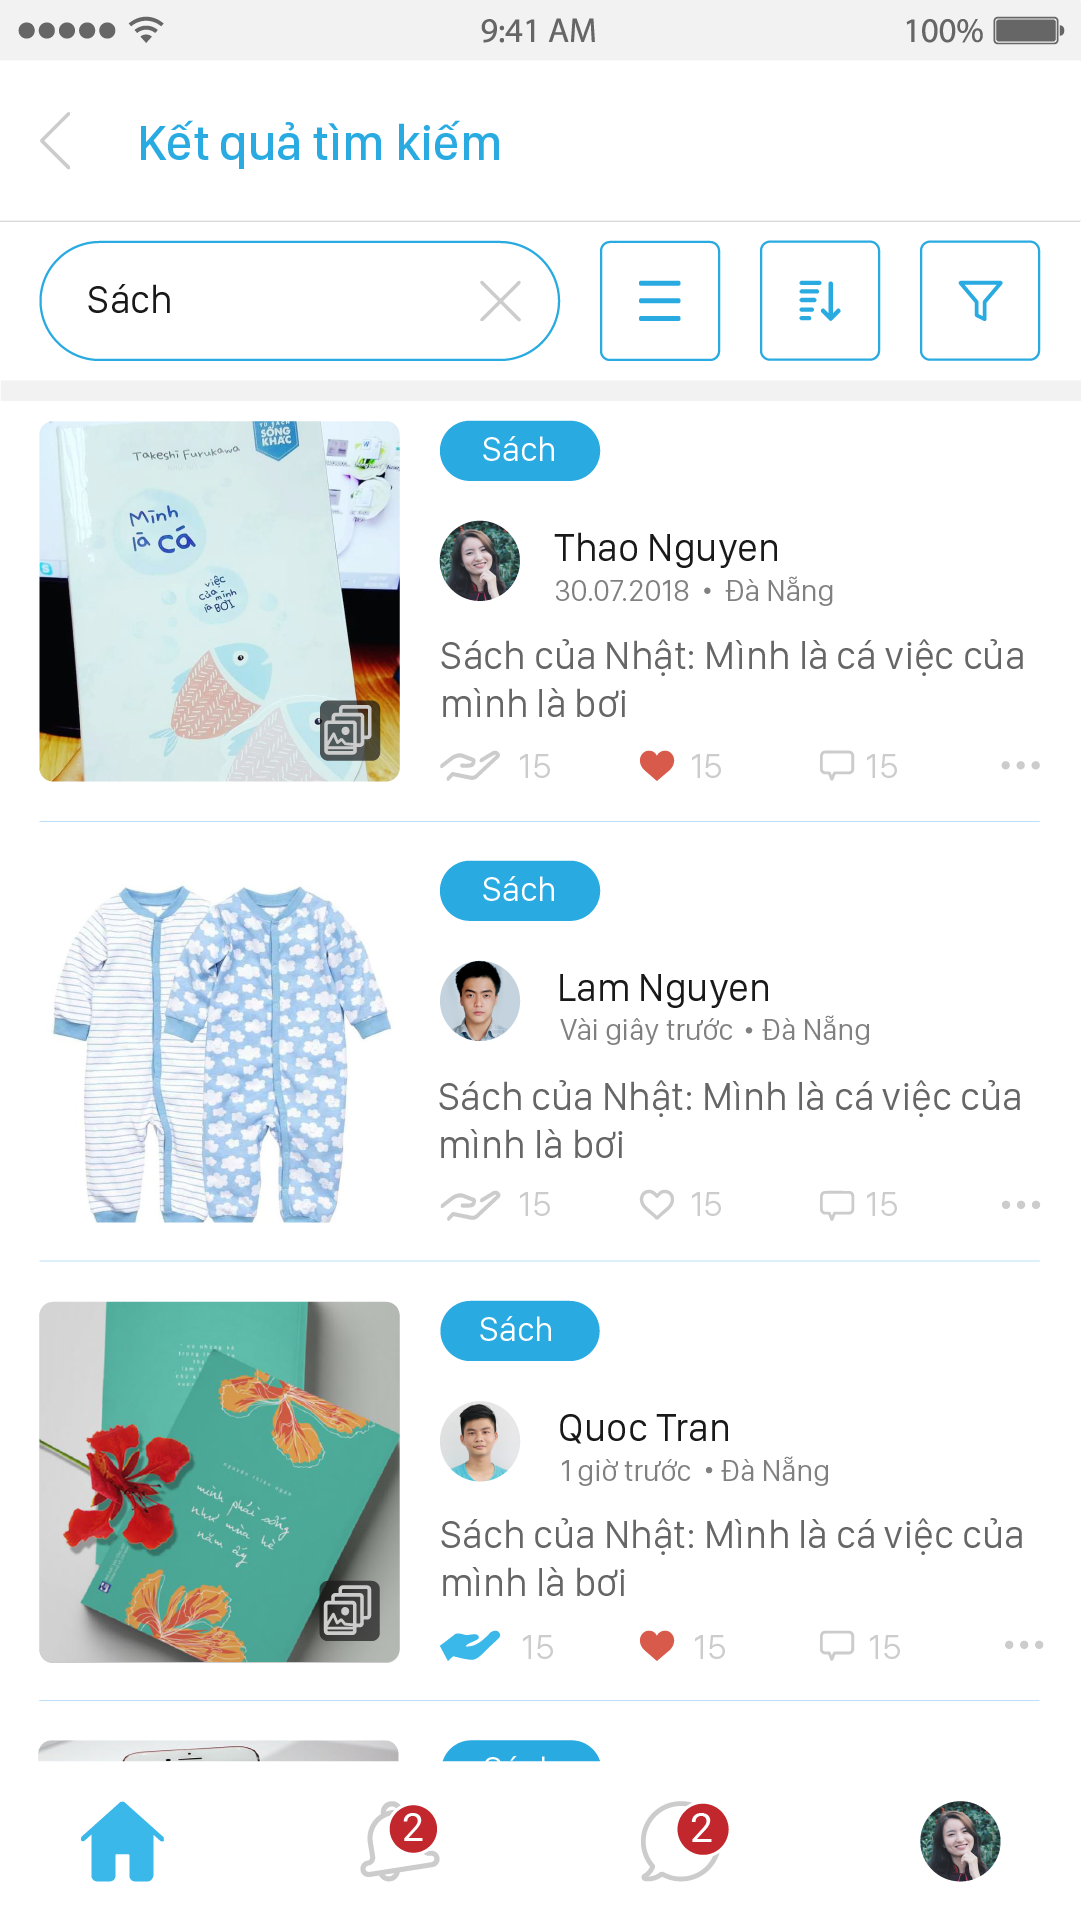 9:41 AM
100%
Kết quả tìm kiếm
Sách
TỦ SÁCH
SỐNG
KHÁC
Takeshi Furukawa
Mình
là cá
việc
của mình
là BƠI
Sách
Thao Nguyen
30.07.2018 • Đà Nẵng
Sách của Nhật: Mình là cá việc của
mình là bơi
15
15
15
Sách
Lam Nguyen
Vài giây trước • Đà Nẵng
Sách của Nhật: Mình là cá việc của
mình là bơi
15
15
15
mình phải sống
như mùa hè
năm ấy
Sách
Quoc Tran
1 giờ trước • Đà Nẵng
Sách của Nhật: Mình là cá việc của
mình là bơi
15
15
15
2
2